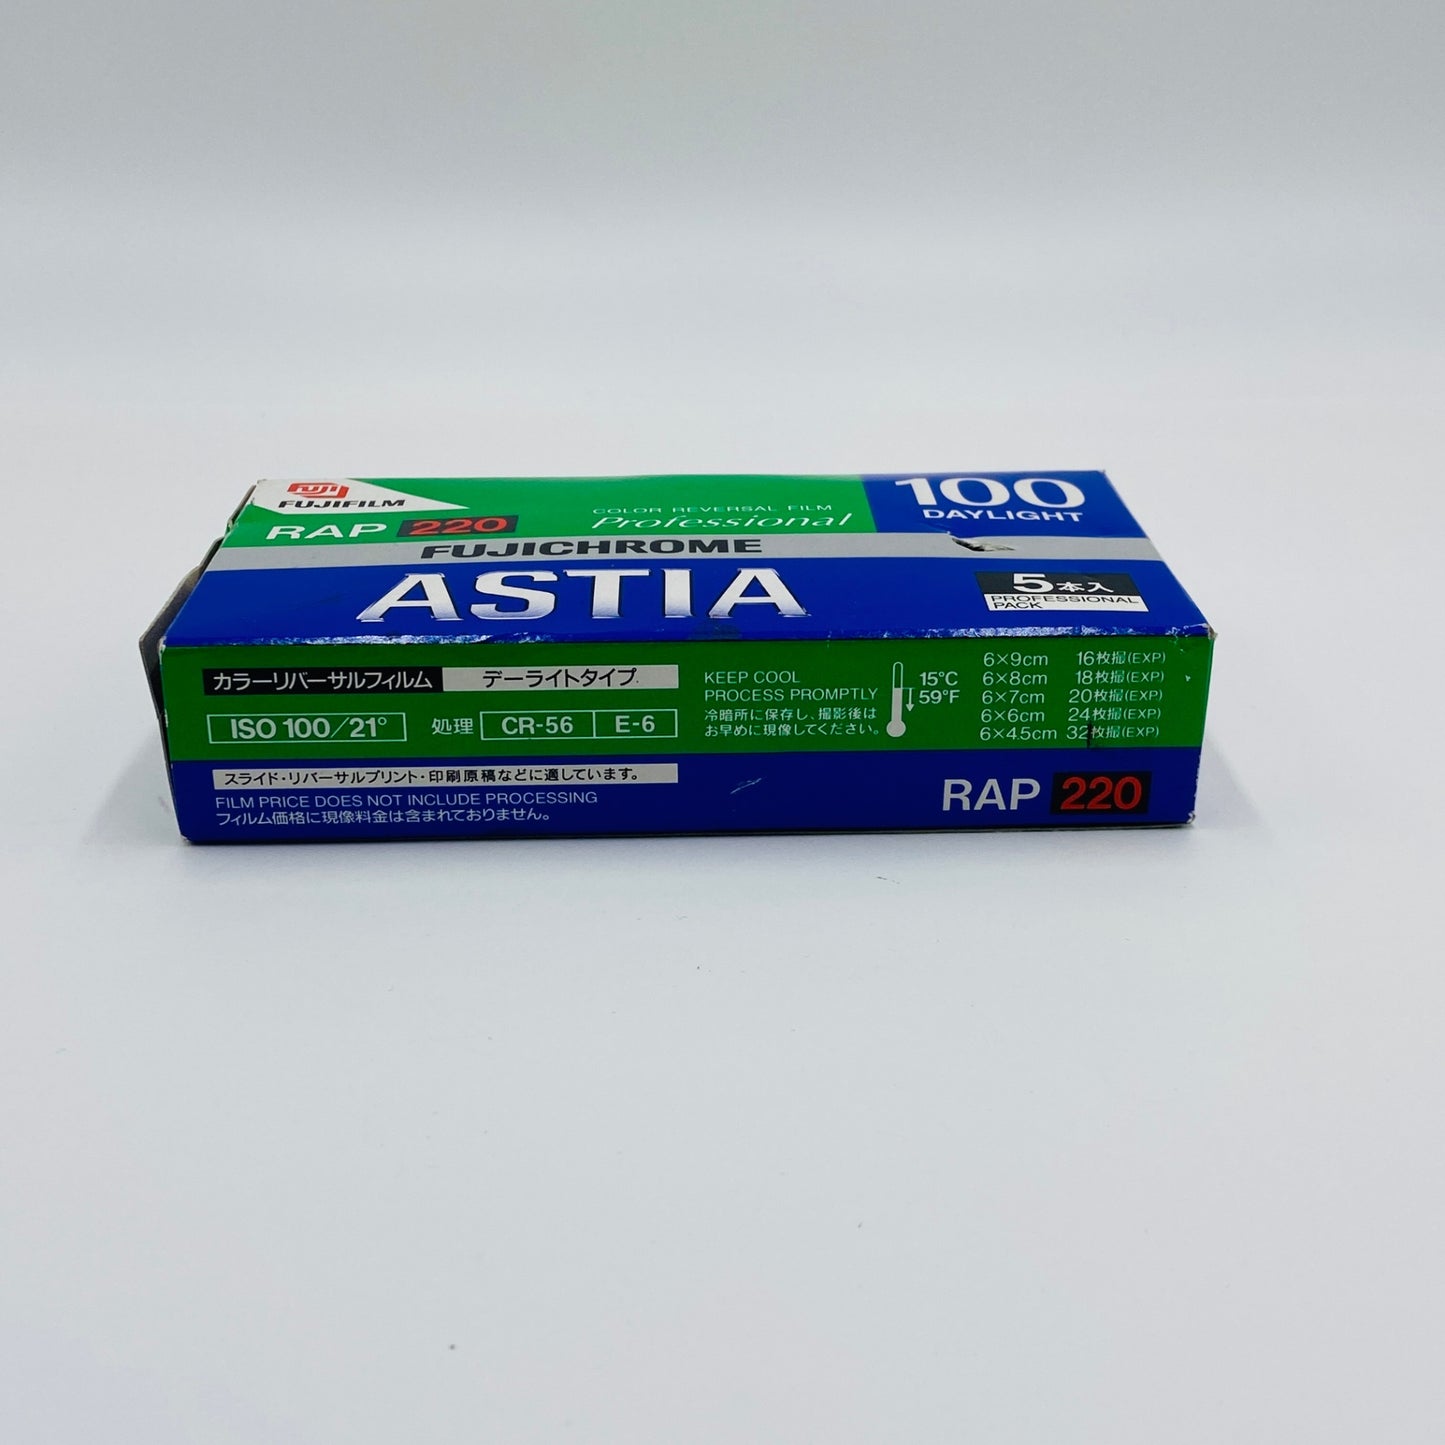 FUJI
FUJIFILM
RAP 220
COLOR REVERSAL FILM
Professional
100
DAYLIGHT
FUJICHROME
ASTIA
5本入
PROFESSIONAL
PACK
カラーリバーサルフィルム デーライトタイプ
ISO 100/21° 処理 CR-56 E-6
KEEP COOL
PROCESS PROMPTLY
冷暗所に保存し、撮影後は
お早めに現像してください。
15°C
59°F
6×9cm 16枚撮(EXP)
6×8cm 18枚撮(EXP)
6×7cm 20枚撮(EXP)
6×6cm 24枚撮(EXP)
6×4.5cm 32枚撮(EXP)
スライド・リバーサルプリント・印刷原稿などに適しています。
FILM PRICE DOES NOT INCLUDE PROCESSING
フィルム価格に現像料金は含まれておりません。
RAP 220